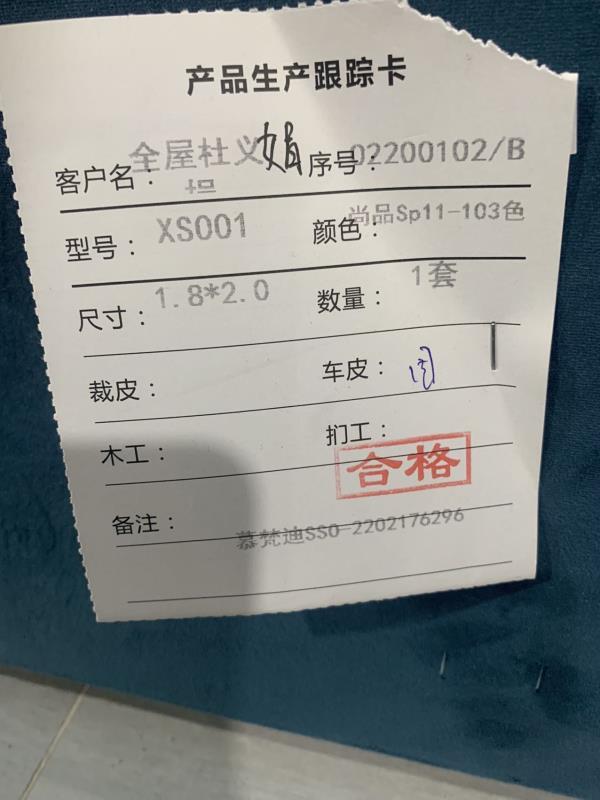 产品生产跟踪卡
客户名： 全屋杜义娟 序号： 02200102/B
型号： XS001 颜色： 尚品Sp11-103色
尺寸： 1.8*2.0 数量： 1套
裁皮： 车皮：
木工： 扪工：
合格
备注： 慕梵迪SSO-2202176296